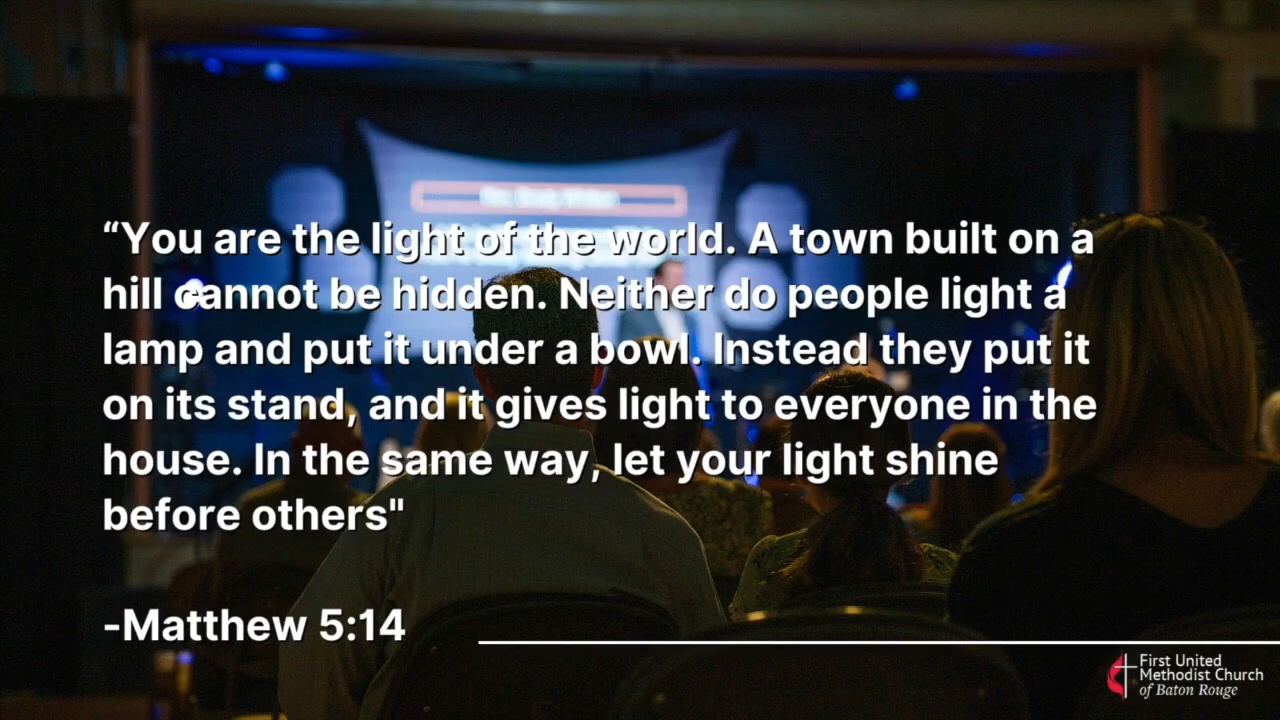 “You are the light of the world. A town built on a
hill cannot be hidden. Neither do people light a
lamp and put it under a bowl. Instead they put it
on its stand, and it gives light to everyone in the
house. In the same way, let your light shine
before others"
-Matthew 5:14
First United
Methodist Church
of Baton Rouge